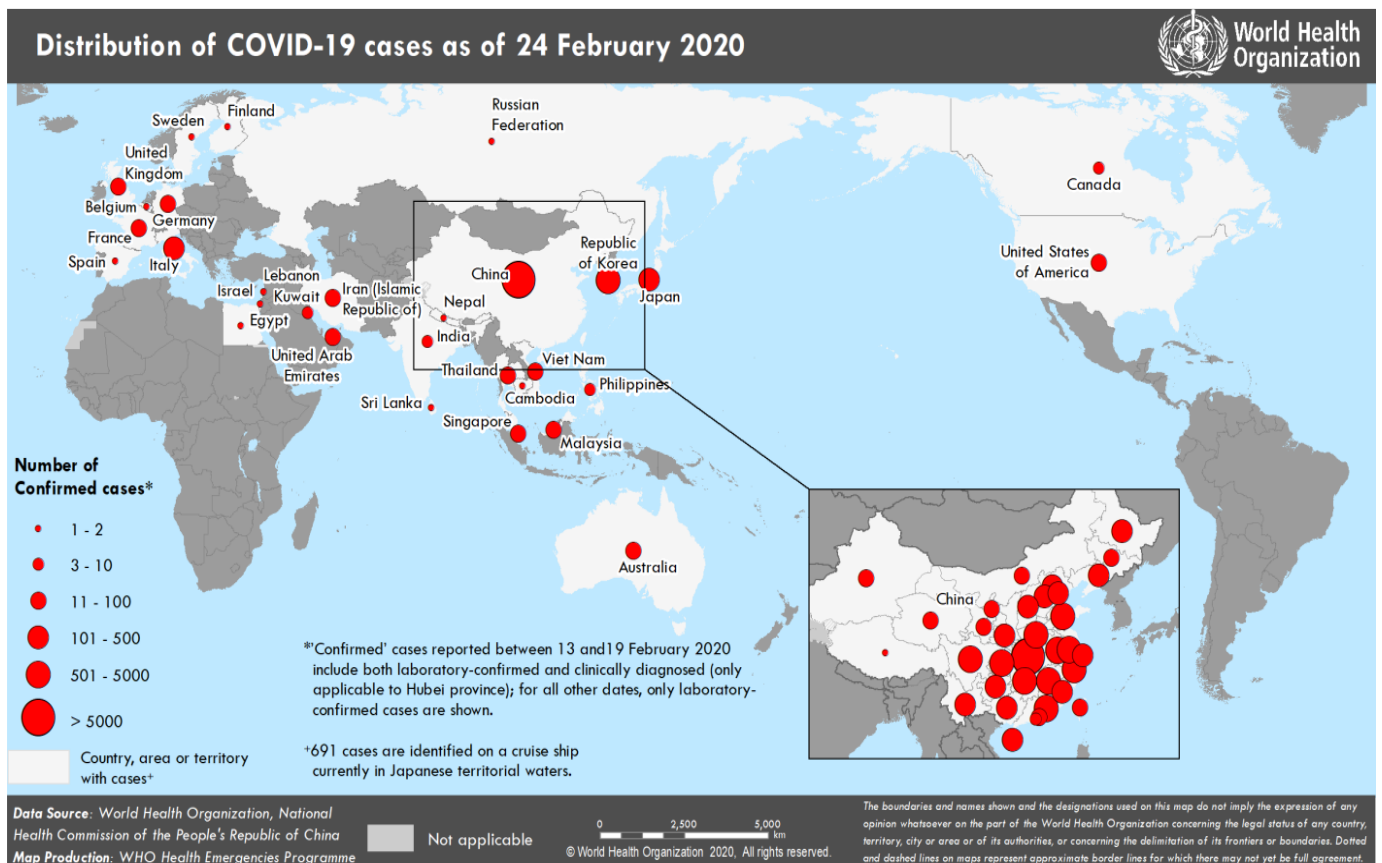 Distribution of COVID-19 cases as of 24 February 2020
World Health
Organization
Russian
Federation
Finland
Sweden
United
Kingdom
Belgium
Germany
France
Spain
Italy
Lebanon
Israel
Kuwait
Iran (Islamic
Republic of)
Egypt
United Arab
Emirates
China
Republic
of Korea
Japan
Nepal
India
Viet Nam
Thailand
Cambodia
Philippines
Sri Lanka
Singapore
Malaysia
Australia
Canada
United States
of America
China
Number of
Confirmed cases*
1 - 2
3 - 10
11 - 100
101 - 500
501 - 5000
> 5000
Country, area or territory
with cases⁺
*'Confirmed' cases reported between 13 and19 February 2020
include both laboratory-confirmed and clinically diagnosed (only
applicable to Hubei province); for all other dates, only laboratory-
confirmed cases are shown.
⁺691 cases are identified on a cruise ship
currently in Japanese territorial waters.
Data Source: World Health Organization, National
Health Commission of the People's Republic of China
Map Production: WHO Health Emergencies Programme
Not applicable
0 2,500 5,000
km
© World Health Organization 2020, All rights reserved.
The boundaries and names shown and the designations used on this map do not imply the expression of any
opinion whatsoever on the part of the World Health Organization concerning the legal status of any country,
territory, city or area or of its authorities, or concerning the delimitation of its frontiers or boundaries. Dotted
and dashed lines on maps represent approximate border lines for which there may not yet be full agreement.